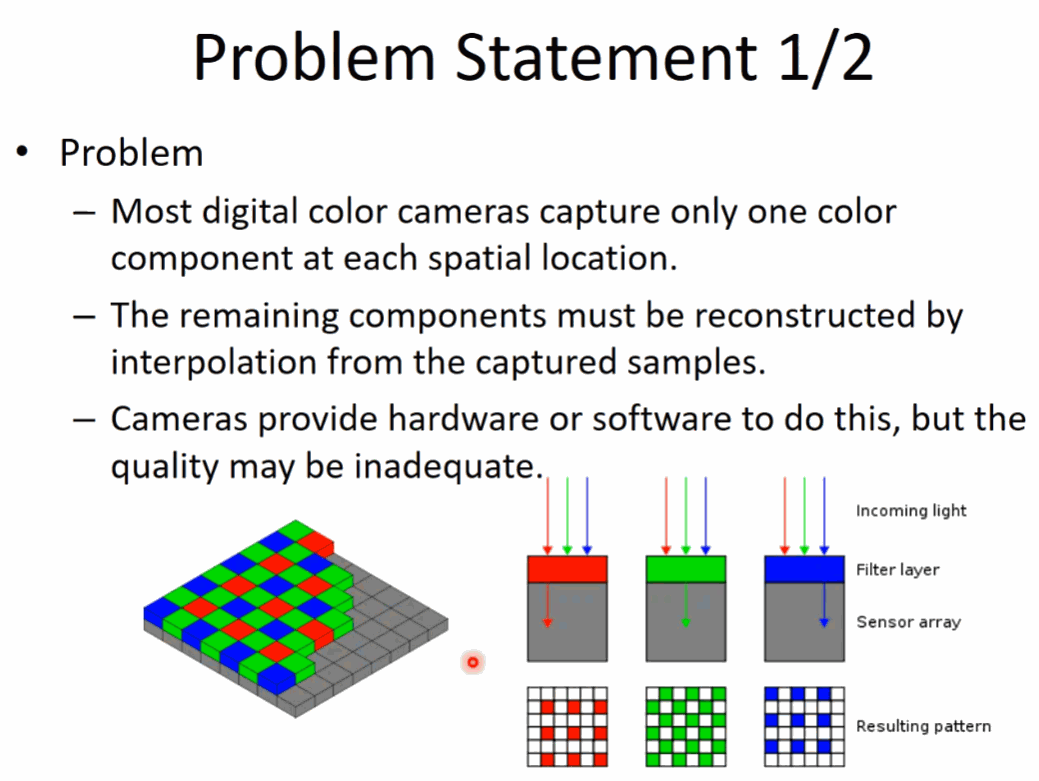 Problem Statement 1/2
• Problem
– Most digital color cameras capture only one color
component at each spatial location.
– The remaining components must be reconstructed by
interpolation from the captured samples.
– Cameras provide hardware or software to do this, but the
quality may be inadequate.
Incoming light
Filter layer
Sensor array
Resulting pattern